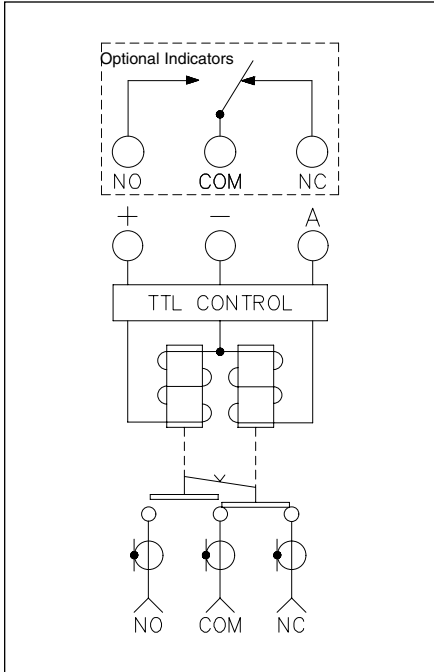 Optional Indicators
NO COM NC
+ − A
TTL CONTROL
NO COM NC